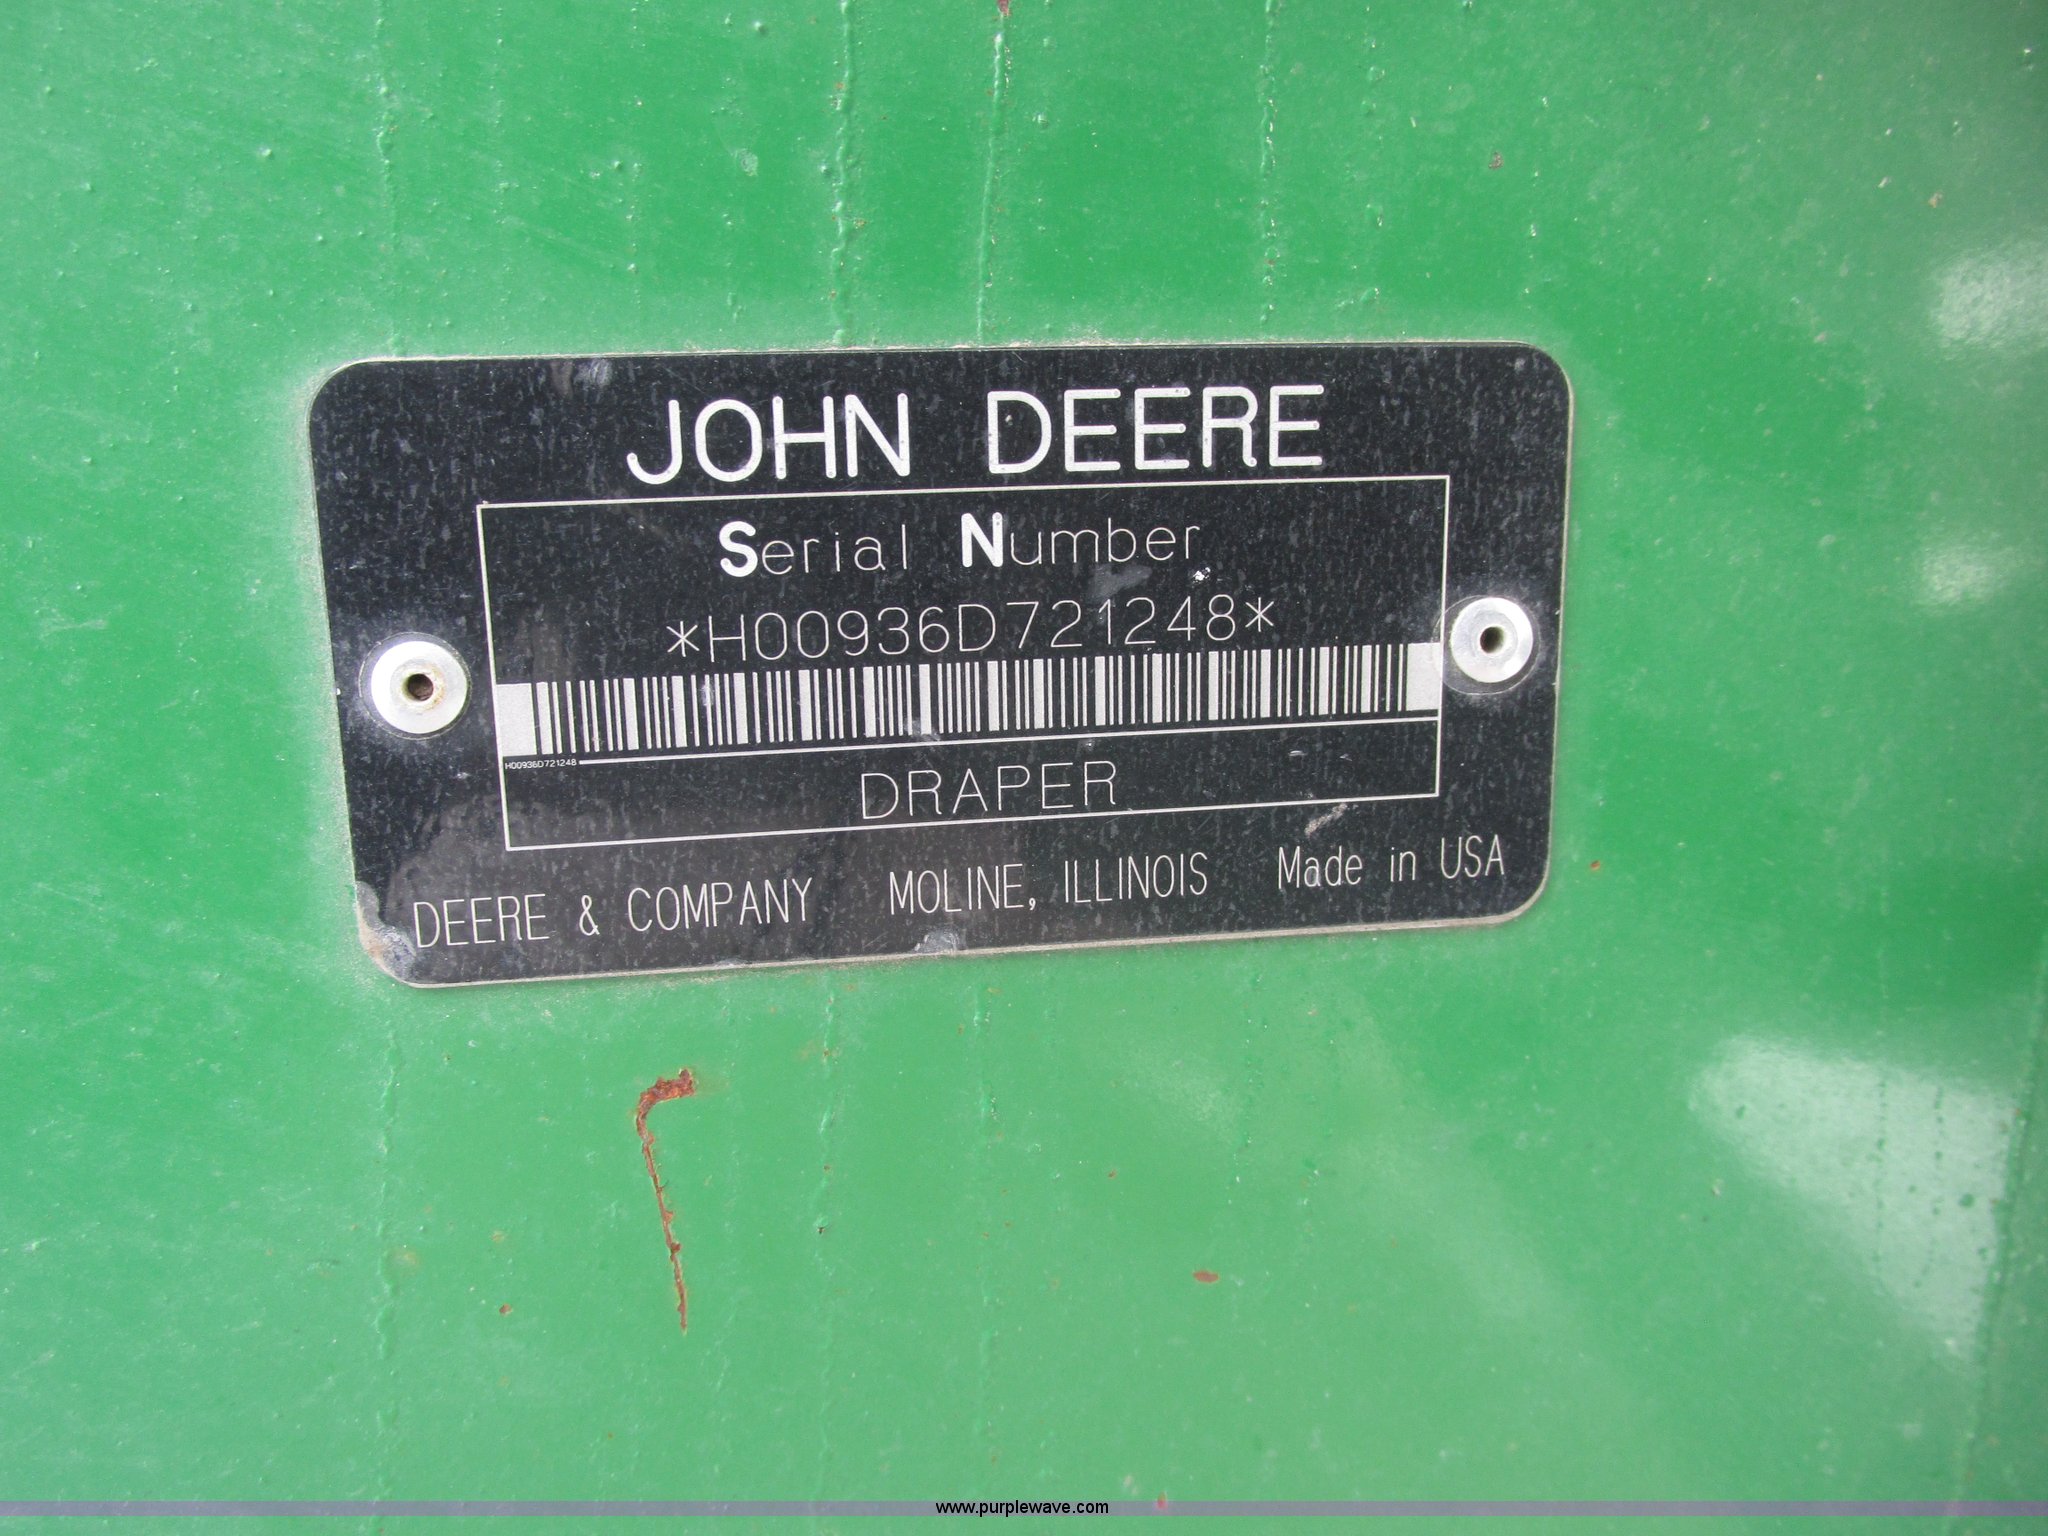 JOHN DEERE
Serial Number
*H00936D721248*
H00936D721248
DRAPER
DEERE & COMPANY MOLINE, ILLINOIS Made in USA
www.purplewave.com